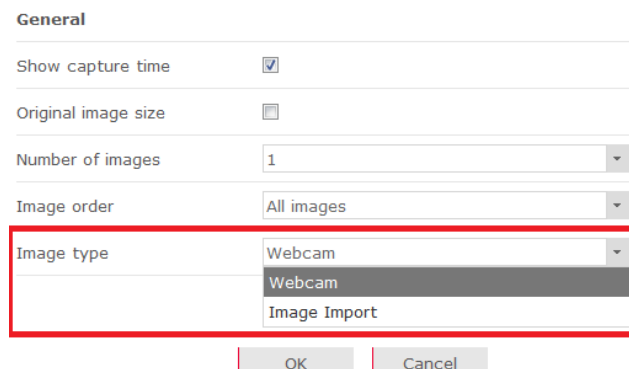 General
Show capture time
Original image size
Number of images 1
Image order All images
Image type Webcam
Webcam
Image Import
OK Cancel